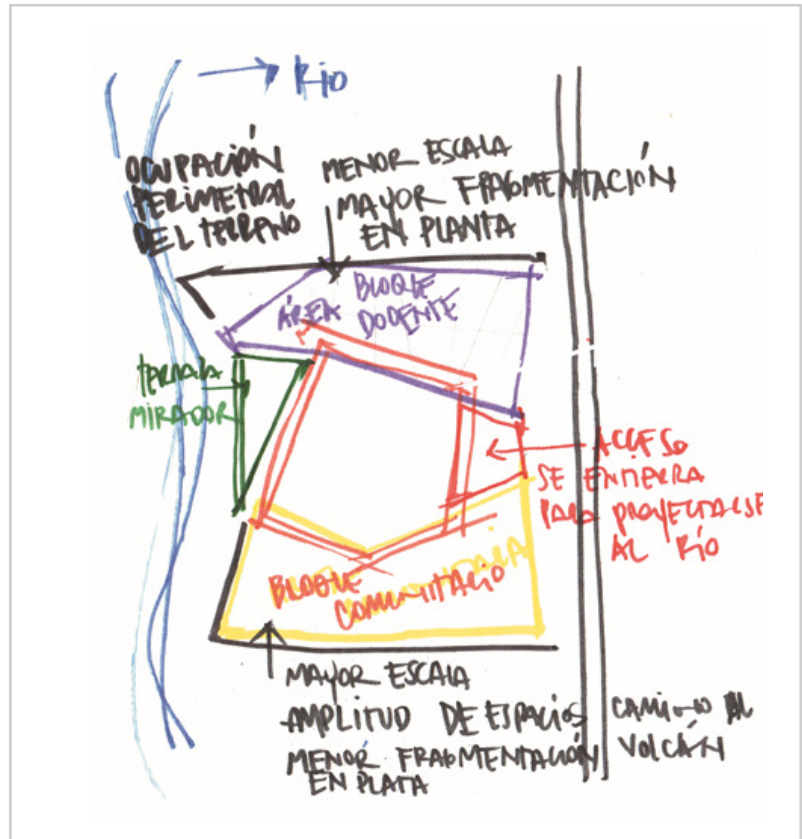 Río
OCUPACIÓN
PERIMETRAL
DEL TERRENO
MENOR ESCALA
MAYOR FRAGMENTACIÓN
EN PLANTA
ÁREA BLOQUE
DOCENTE
TERRAZA
MIRADOR
ACCESO
SE ENTIERRA
PARA PROYECTARSE
AL RÍO
BLOQUE
COMUNITARIO
MAYOR ESCALA
AMPLITUD DE ESPACIOS
MENOR FRAGMENTACIÓN
EN PLATA
CAMINO AL
VOLCÁN